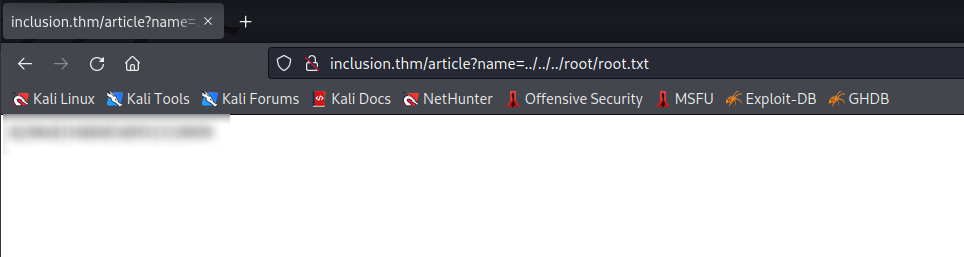 inclusion.thm/article?name=
inclusion.thm/article?name=../../../root/root.txt
Kali Linux Kali Tools Kali Forums Kali Docs NetHunter Offensive Security MSFU Exploit-DB GHDB